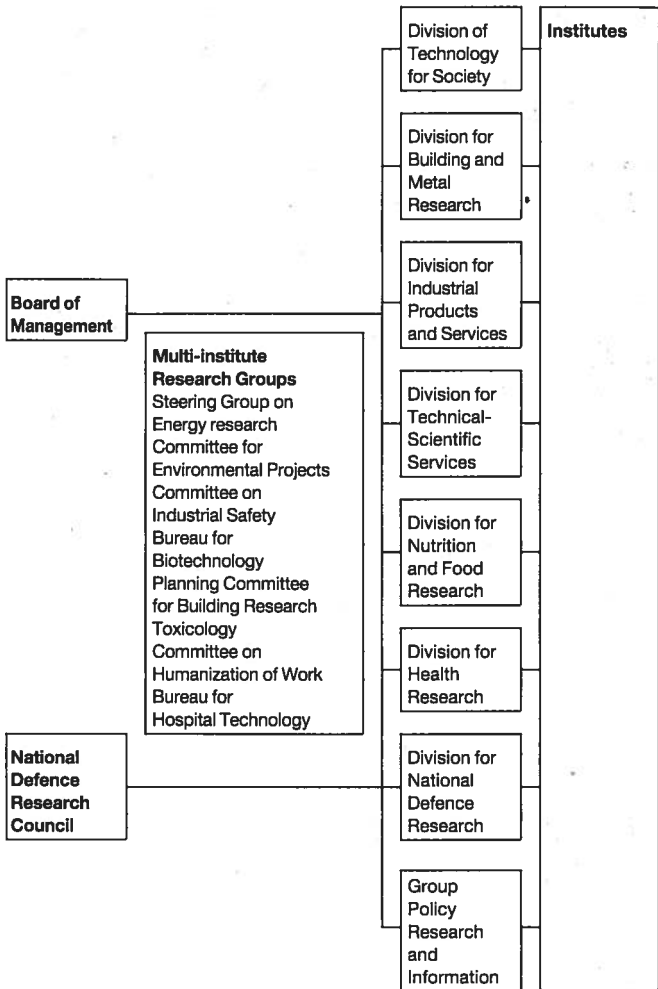 Board of
Management
Multi-institute
Research Groups
Steering Group on
Energy research
Committee for
Environmental Projects
Committee on
Industrial Safety
Bureau for
Biotechnology
Planning Committee
for Building Research
Toxicology
Committee on
Humanization of Work
Bureau for
Hospital Technology
National
Defence
Research
Council
Division of
Technology
for Society
Division for
Building and
Metal
Research
Division for
Industrial
Products
and Services
Division for
Technical-
Scientific
Services
Division for
Nutrition
and Food
Research
Division for
Health
Research
Division for
National
Defence
Research
Group
Policy
Research
and
Information
Institutes